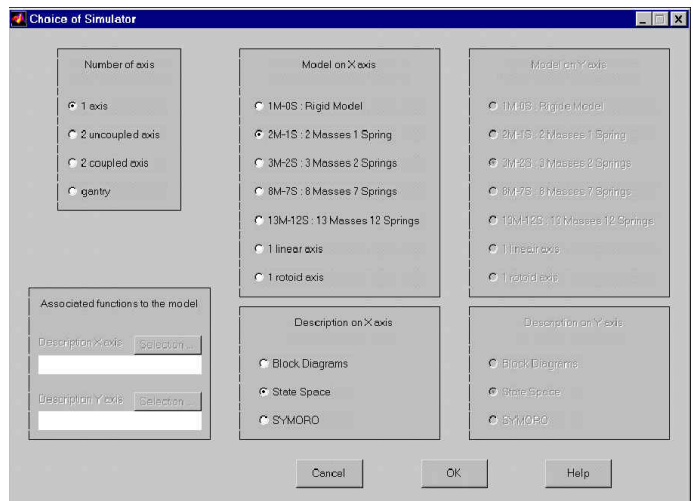 Choice of Simulator
Number of axis
1 axis
2 uncoupled axis
2 coupled axis
gantry
Model on X axis
1M-0S : Rigid Model
2M-1S : 2 Masses 1 Spring
3M-2S : 3 Masses 2 Springs
8M-7S : 8 Masses 7 Springs
13M-12S : 13 Masses 12 Springs
1 linear axis
1 rotoid axis
Model on Y axis
1M-0S : Rigide Model
2M-1S : 2 Masses 1 Spring
3M-2S : 3 Masses 2 Springs
8M-7S : 8 Masses 7 Springs
13M-12S : 13 Masses 12 Springs
1 linear axis
1 rotoid axis
Associated functions to the model
Description X axis
Selection ...
Description Y axis
Selection ...
Description on X axis
Block Diagrams
State Space
SYMORO
Description on Y axis
Block Diagrams
State Space
SYMORO
Cancel
OK
Help